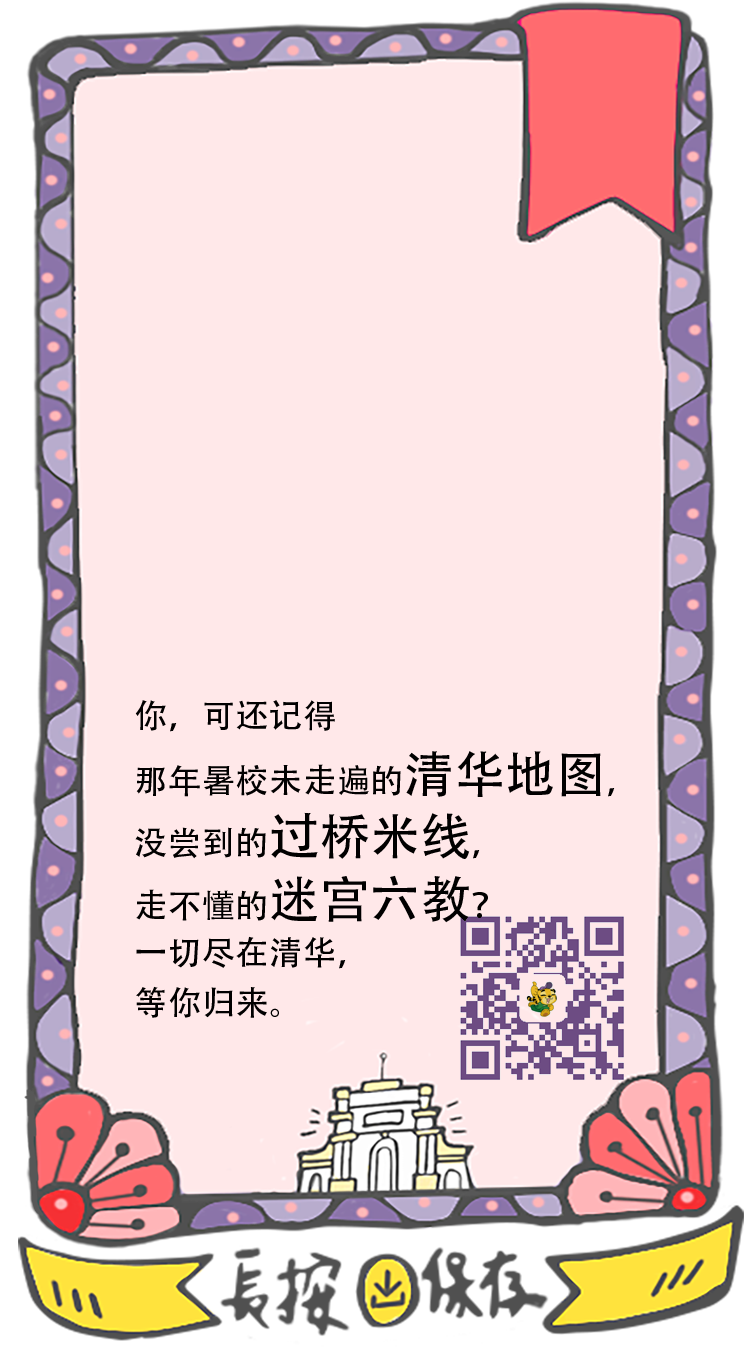 你，可还记得
那年暑校未走遍的清华地图，
没尝到的过桥米线，
走不懂的迷宫六教？
一切尽在清华，
等你归来。
長按保存